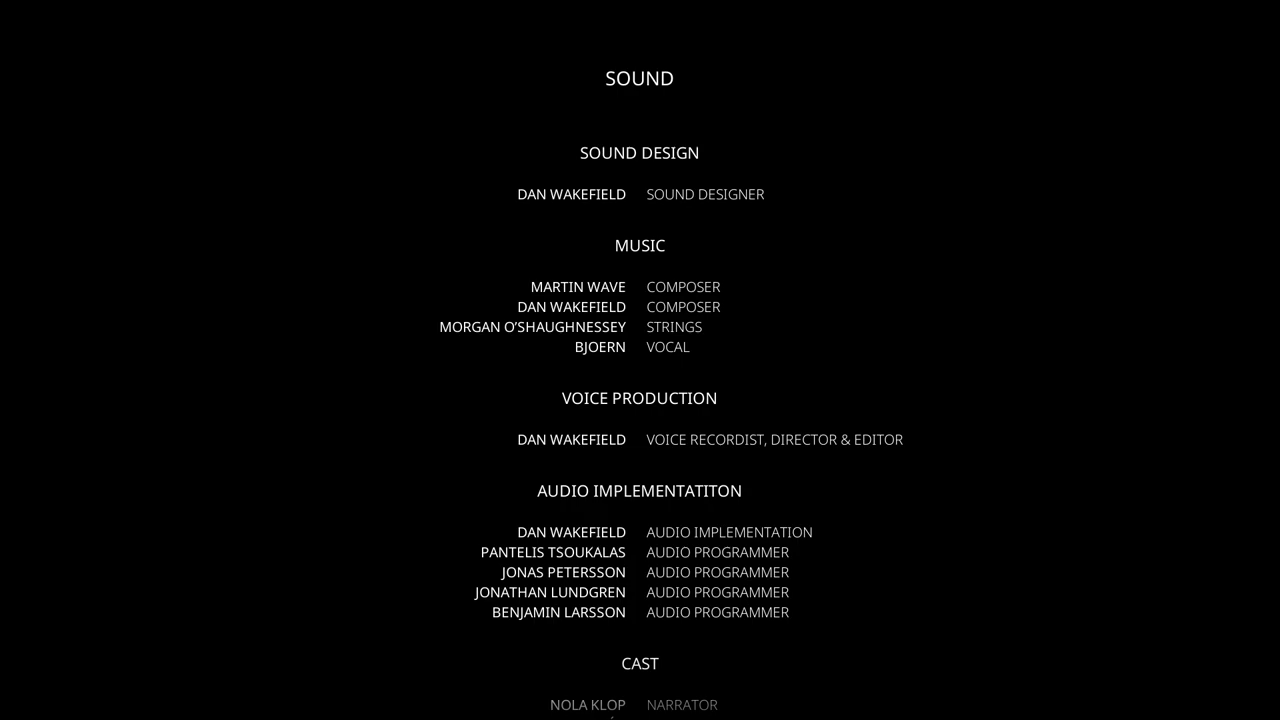 SOUND
SOUND DESIGN
DAN WAKEFIELD SOUND DESIGNER
MUSIC
MARTIN WAVE COMPOSER
DAN WAKEFIELD COMPOSER
MORGAN O'SHAUGHNESSEY STRINGS
BJOERN VOCAL
VOICE PRODUCTION
DAN WAKEFIELD VOICE RECORDIST, DIRECTOR & EDITOR
AUDIO IMPLEMENTATITON
DAN WAKEFIELD AUDIO IMPLEMENTATION
PANTELIS TSOUKALAS AUDIO PROGRAMMER
JONAS PETERSSON AUDIO PROGRAMMER
JONATHAN LUNDGREN AUDIO PROGRAMMER
BENJAMIN LARSSON AUDIO PROGRAMMER
CAST
NOLA KLOP NARRATOR